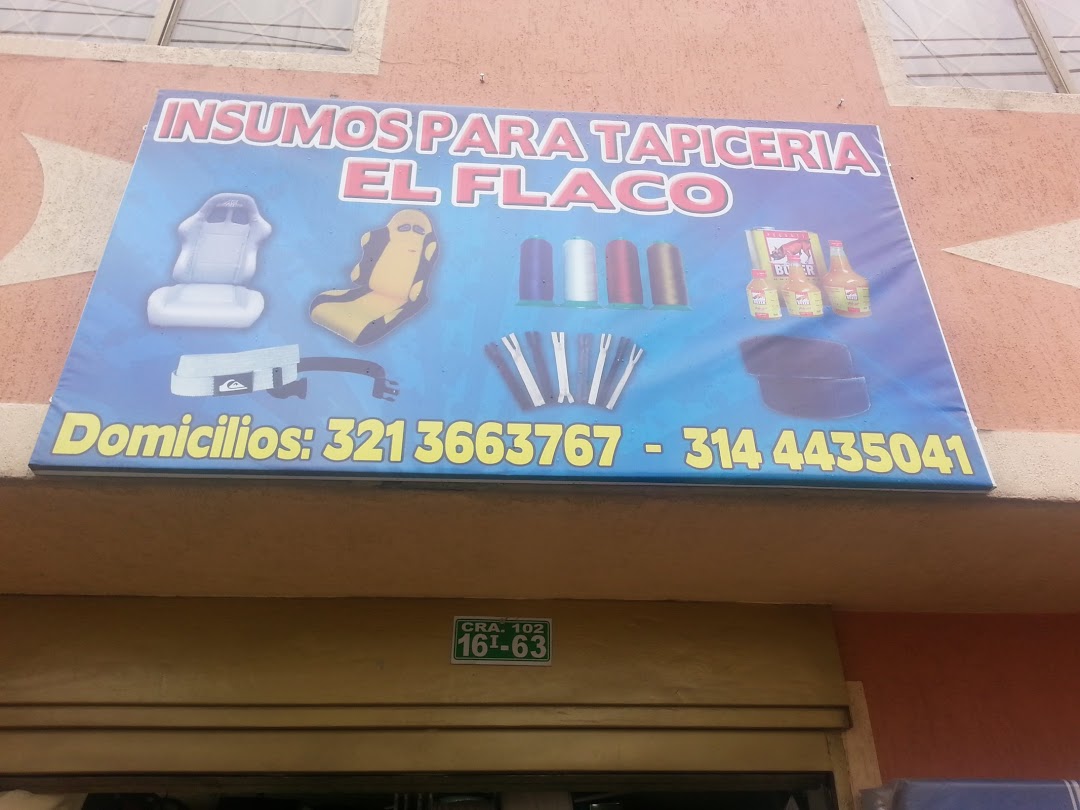 INSUMOS PARA TAPICERIA
EL FLACO
BOXER
Domicilios: 321 3663767 - 314 4435041
CRA. 102
16I-63